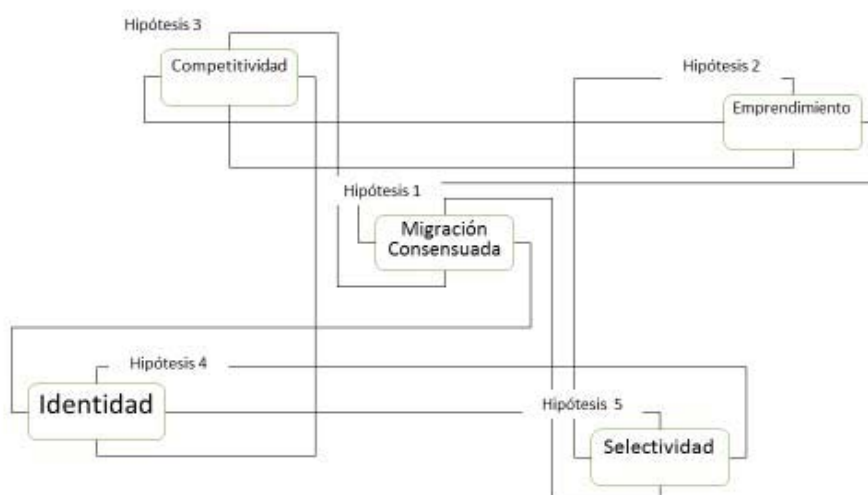 Hipótesis 3
Competitividad
Hipótesis 2
Emprendimiento
Hipótesis 1
Migración
Consensuada
Hipótesis 4
Identidad
Hipótesis 5
Selectividad